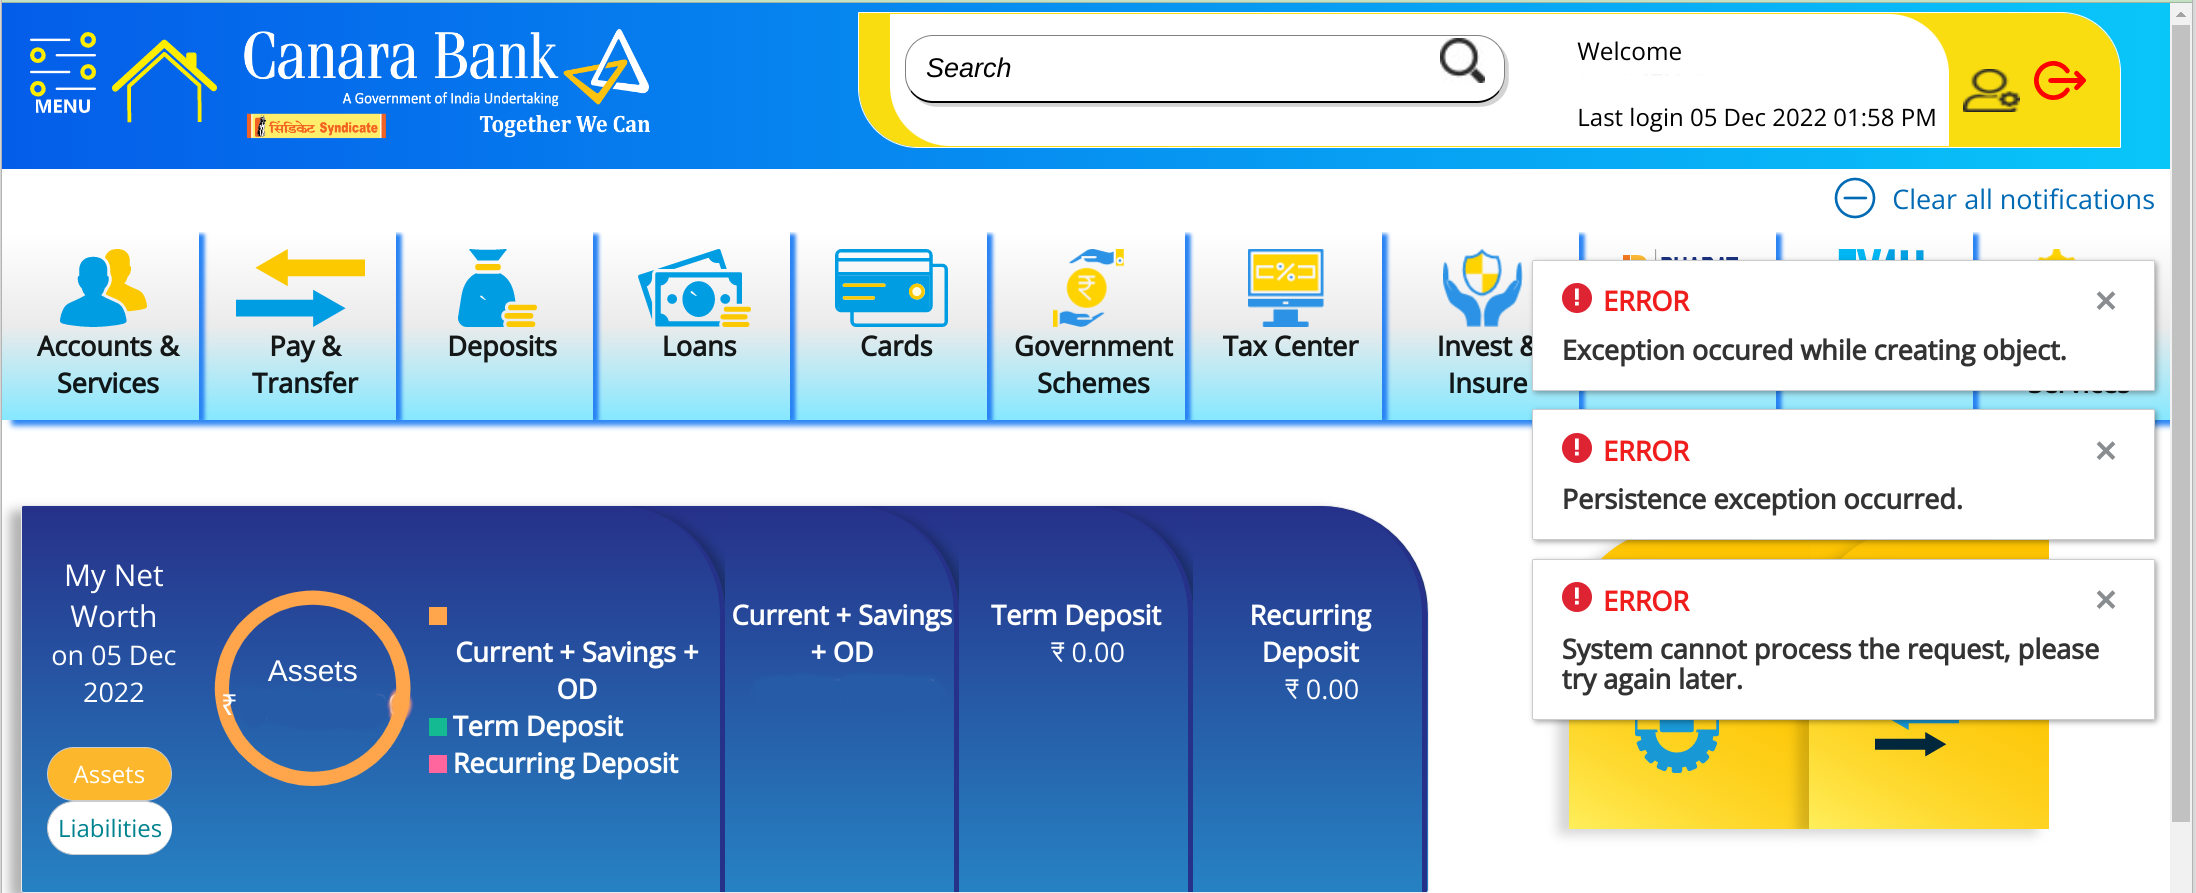 MENU
Canara Bank
A Government of India Undertaking
सिंडिकेट Syndicate
Together We Can
Search
Welcome
Last login 05 Dec 2022 01:58 PM
Clear all notifications
Accounts &
Services
Pay &
Transfer
Deposits
Loans
Cards
Government
Schemes
Tax Center
Invest &
Insure
ERROR
Exception occured while creating object.
ERROR
Persistence exception occurred.
ERROR
System cannot process the request, please
try again later.
My Net
Worth
on 05 Dec
2022
Assets
Liabilities
Assets
₹
Current + Savings +
OD
Term Deposit
Recurring Deposit
Current + Savings
+ OD
Term Deposit
₹ 0.00
Recurring
Deposit
₹ 0.00